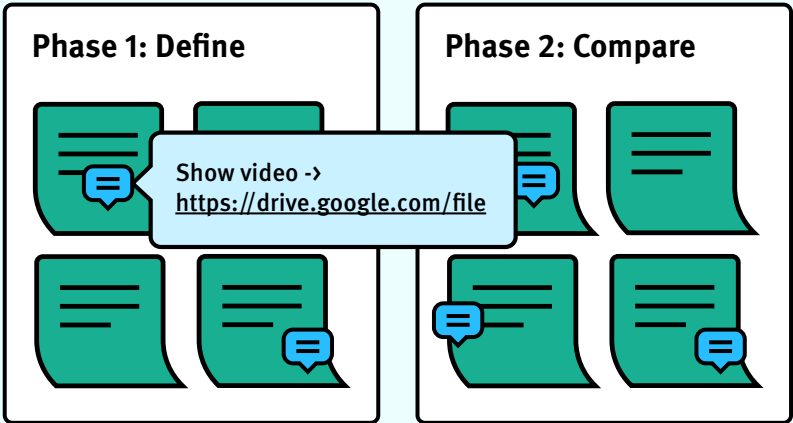 Phase 1: Define
Phase 2: Compare
Show video ->
https://drive.google.com/file